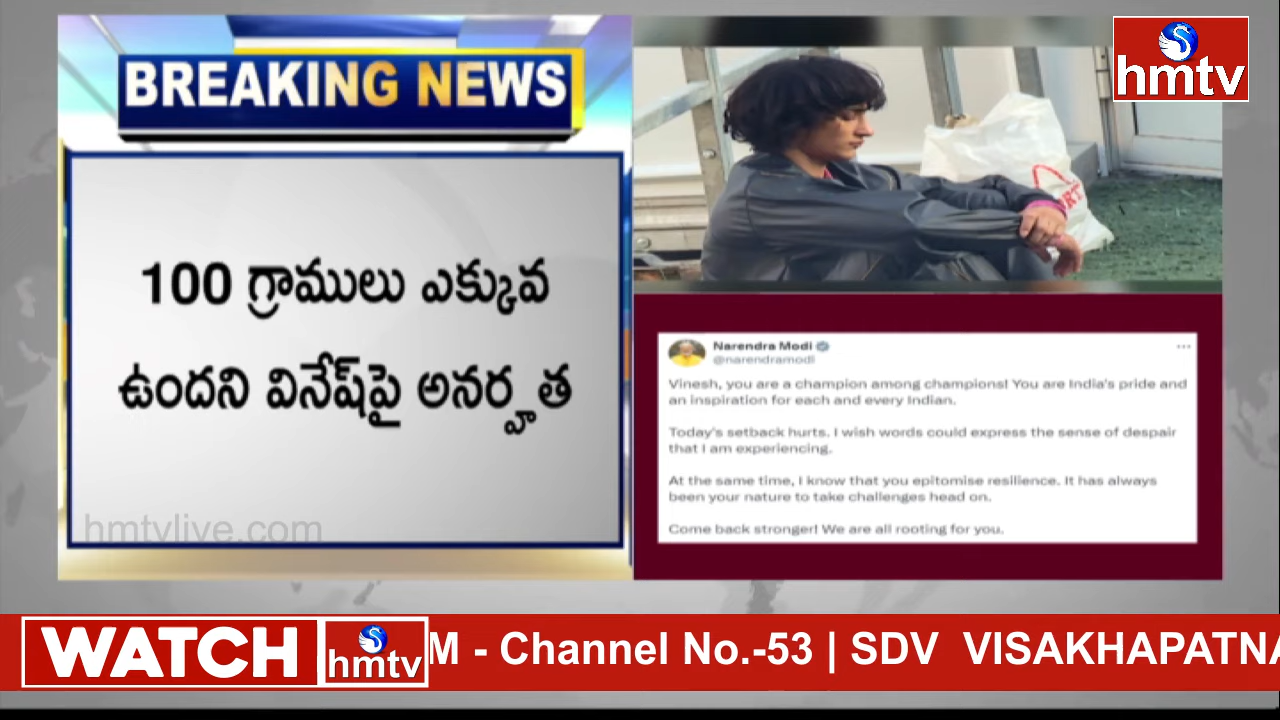 BREAKING NEWS
hmtv
100 గ్రాములు ఎక్కువ
ఉందని వినేష్‌పై అనర్హత
hmtvlive.com
Narendra Modi
@narendramodi
Vinesh, you are a champion among champions! You are India's pride and
an inspiration for each and every Indian.
Today's setback hurts. I wish words could express the sense of despair
that I am experiencing.
At the same time, I know that you epitomise resilience. It has always
been your nature to take challenges head on.
Come back stronger! We are all rooting for you.
WATCH hmtv M - Channel No.-53 | SDV VISAKHAPATNA